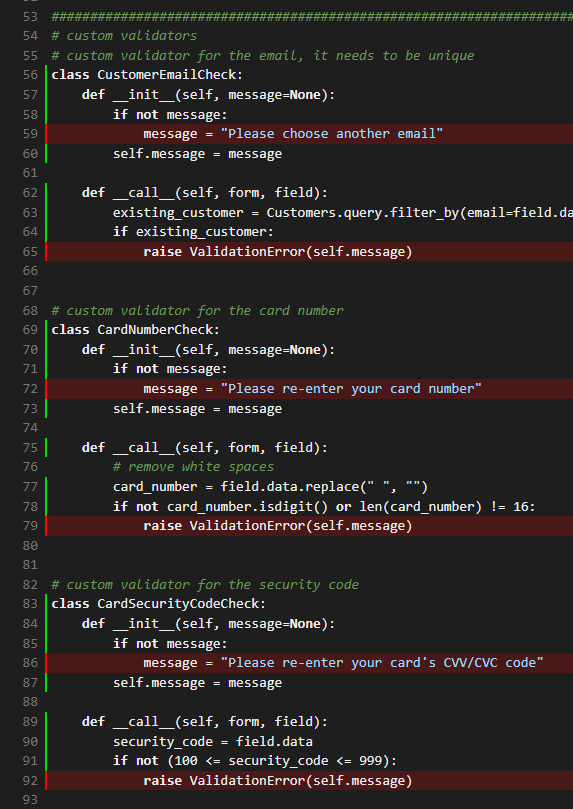 53 ####################################################################
54 # custom validators
55 # custom validator for the email, it needs to be unique
56 class CustomerEmailCheck:
57 def __init__(self, message=None):
58 if not message:
59 message = "Please choose another email"
60 self.message = message
61
62 def __call__(self, form, field):
63 existing_customer = Customers.query.filter_by(email=field.da
64 if existing_customer:
65 raise ValidationError(self.message)
66
67
68 # custom validator for the card number
69 class CardNumberCheck:
70 def __init__(self, message=None):
71 if not message:
72 message = "Please re-enter your card number"
73 self.message = message
74
75 def __call__(self, form, field):
76 # remove white spaces
77 card_number = field.data.replace(" ", "")
78 if not card_number.isdigit() or len(card_number) != 16:
79 raise ValidationError(self.message)
80
81
82 # custom validator for the security code
83 class CardSecurityCodeCheck:
84 def __init__(self, message=None):
85 if not message:
86 message = "Please re-enter your card's CVV/CVC code"
87 self.message = message
88
89 def __call__(self, form, field):
90 security_code = field.data
91 if not (100 <= security_code <= 999):
92 raise ValidationError(self.message)
93